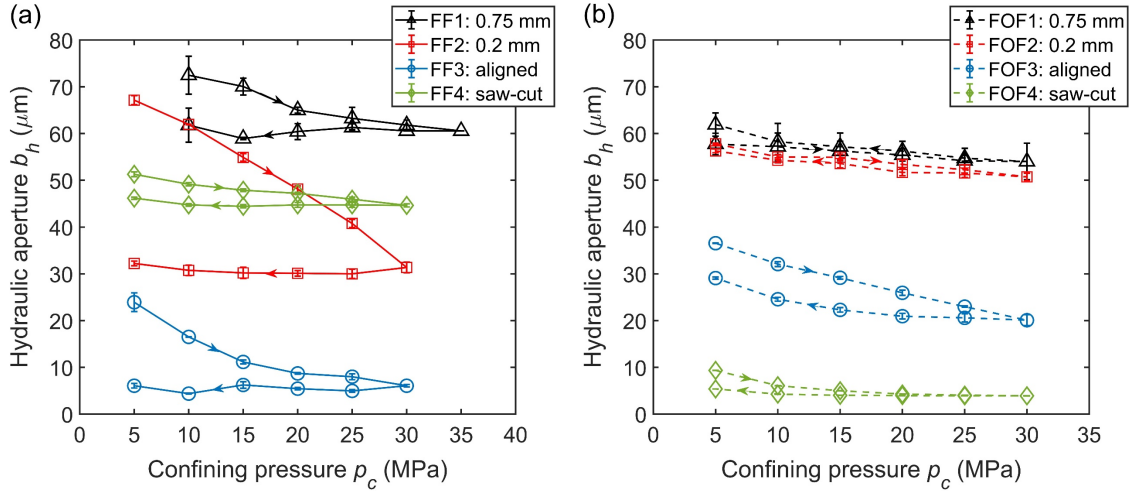 (a)
FF1: 0.75 mm
FF2: 0.2 mm
FF3: aligned
FF4: saw-cut
Hydraulic aperture b_h (μm)
80
70
60
50
40
30
20
10
0
0 5 10 15 20 25 30 35 40
Confining pressure p_c (MPa)
(b)
FOF1: 0.75 mm
FOF2: 0.2 mm
FOF3: aligned
FOF4: saw-cut
Hydraulic aperture b_h (μm)
80
70
60
50
40
30
20
10
0
0 5 10 15 20 25 30 35
Confining pressure p_c (MPa)